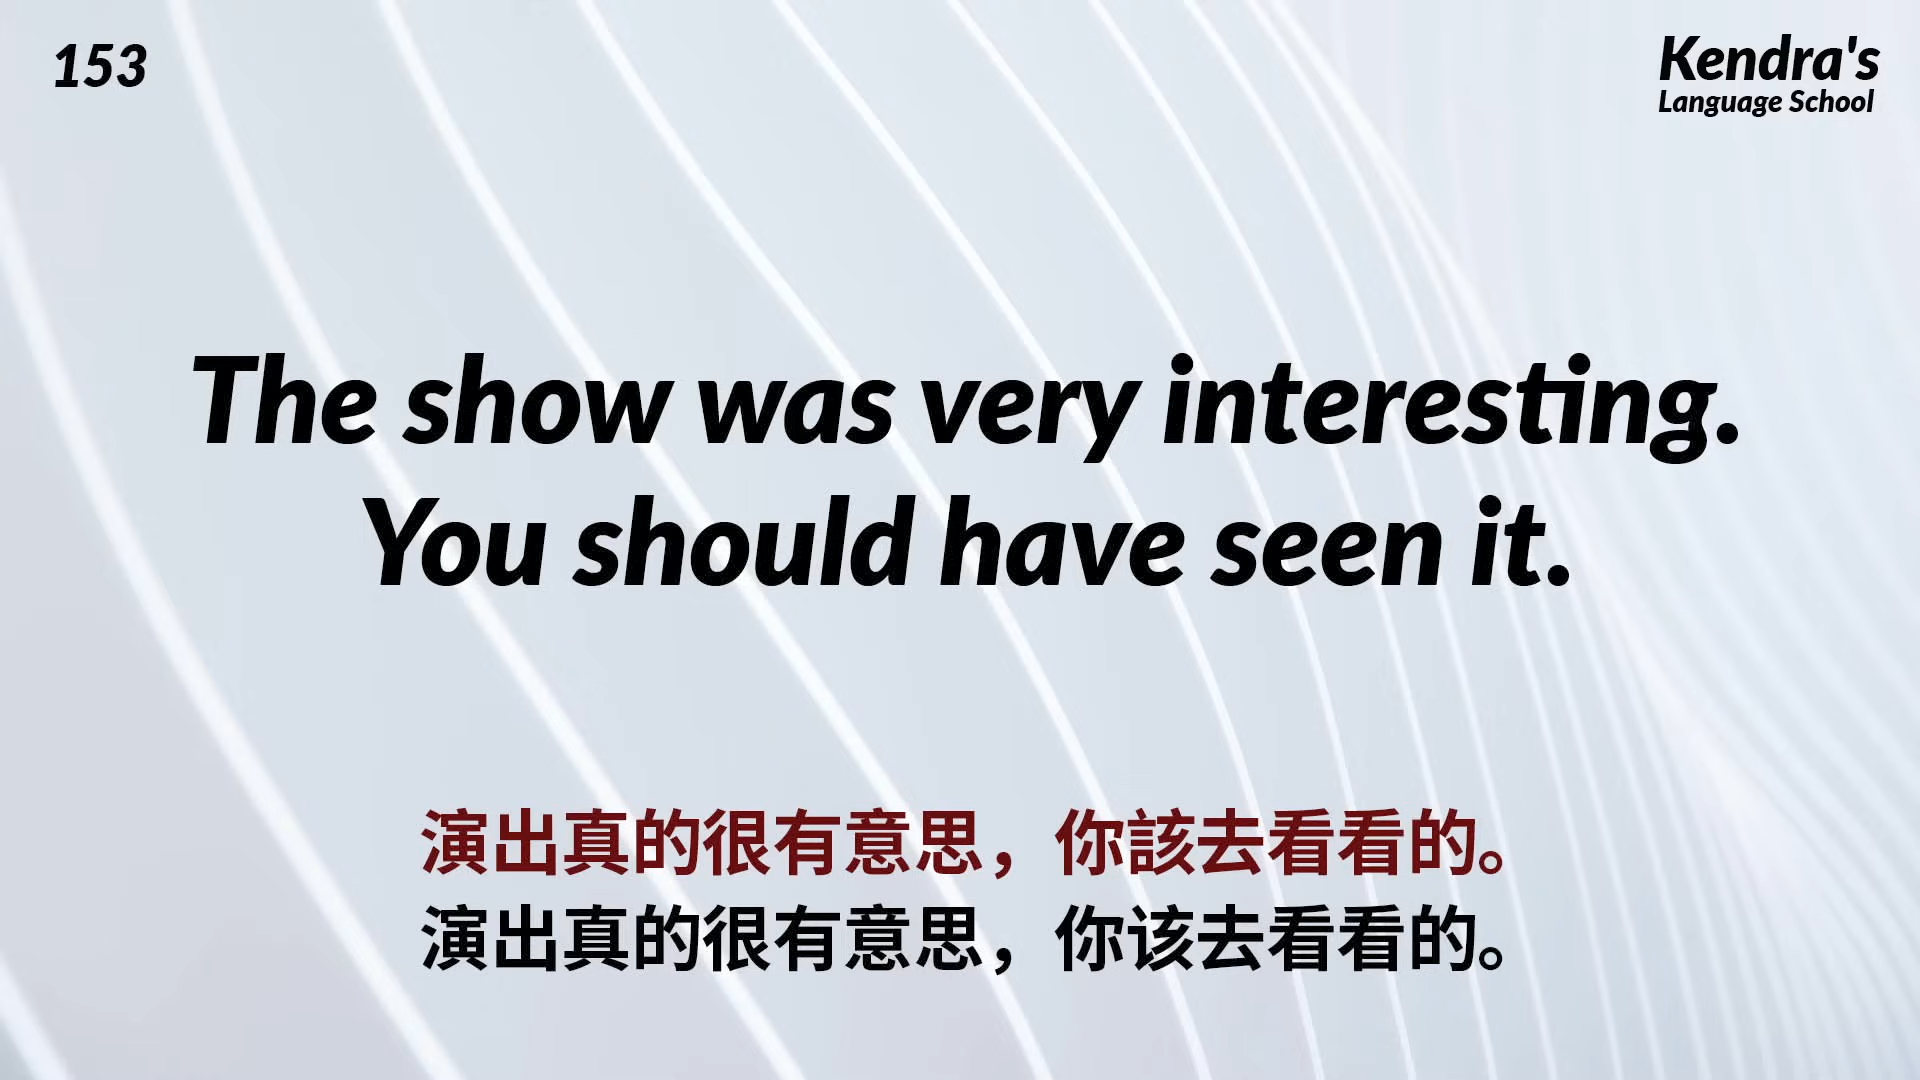 153
Kendra's
Language School
The show was very interesting.
You should have seen it.
演出真的很有意思，你該去看看的。
演出真的很有意思，你该去看看的。